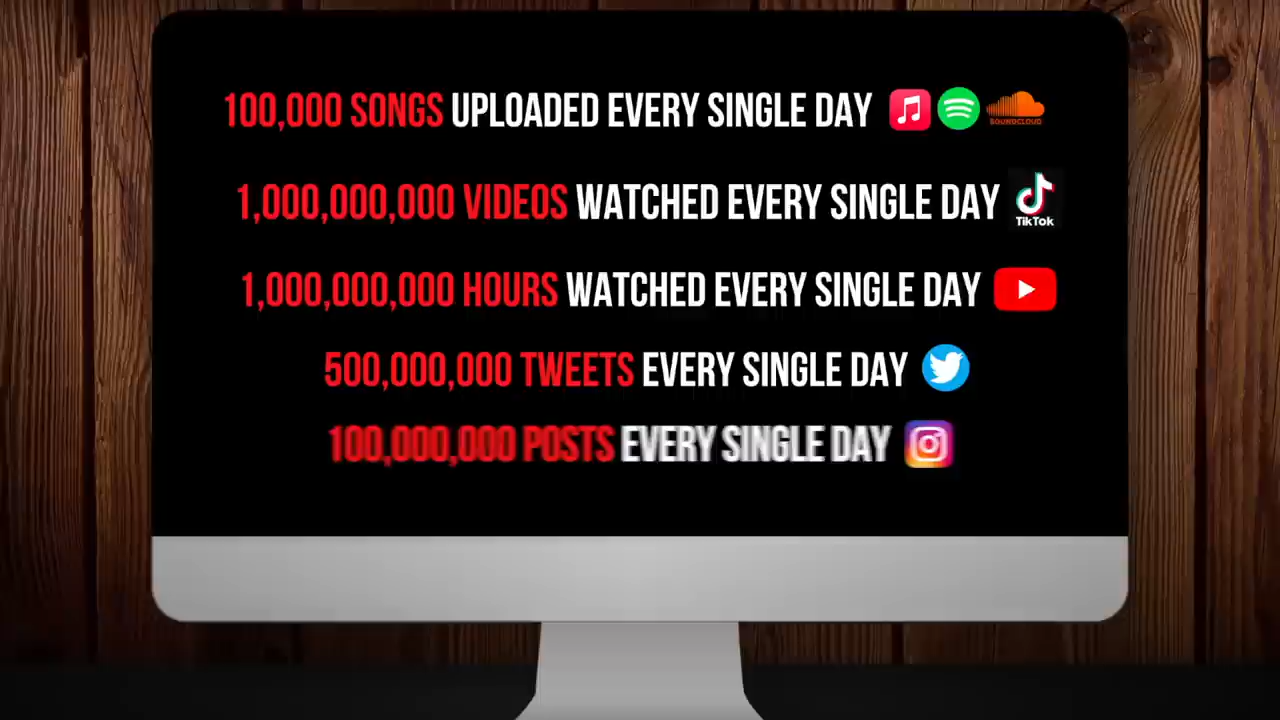 100,000 SONGS UPLOADED EVERY SINGLE DAY
SOUNDCLOUD
1,000,000,000 VIDEOS WATCHED EVERY SINGLE DAY
TikTok
1,000,000,000 HOURS WATCHED EVERY SINGLE DAY
500,000,000 TWEETS EVERY SINGLE DAY
100,000,000 POSTS EVERY SINGLE DAY